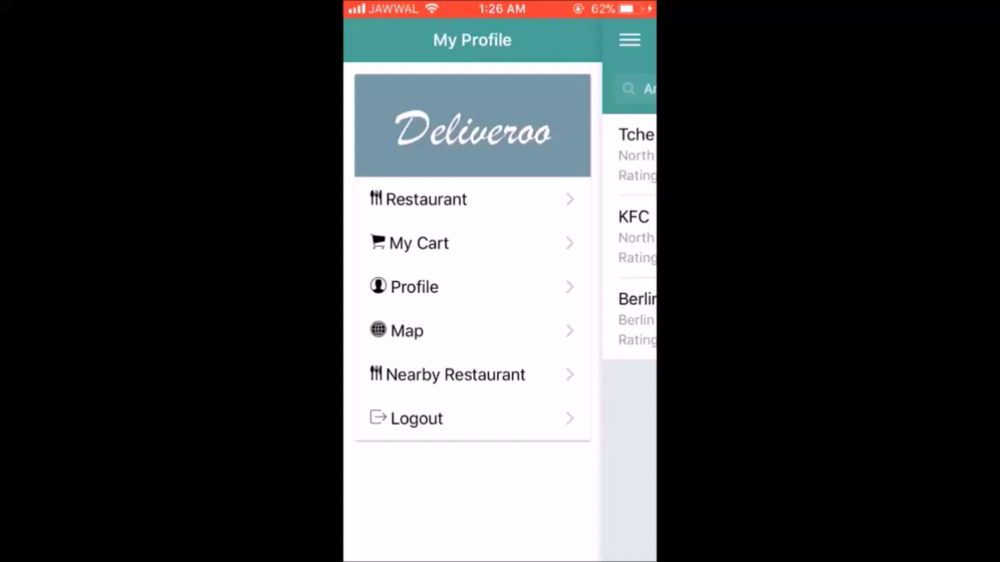 JAWWAL 1:26 AM 62%
My Profile
Deliveroo
Restaurant
My Cart
Profile
Map
Nearby Restaurant
Logout
Tche
North
Rating
KFC
North
Rating
Berlin
Berlin
Rating